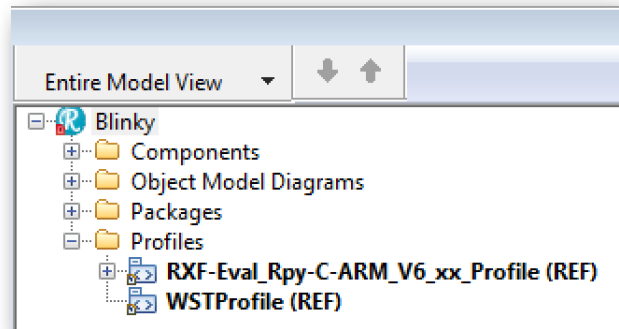 Entire Model View
Blinky
Components
Object Model Diagrams
Packages
Profiles
RXF-Eval_Rpy-C-ARM_V6_xx_Profile (REF)
WSTProfile (REF)